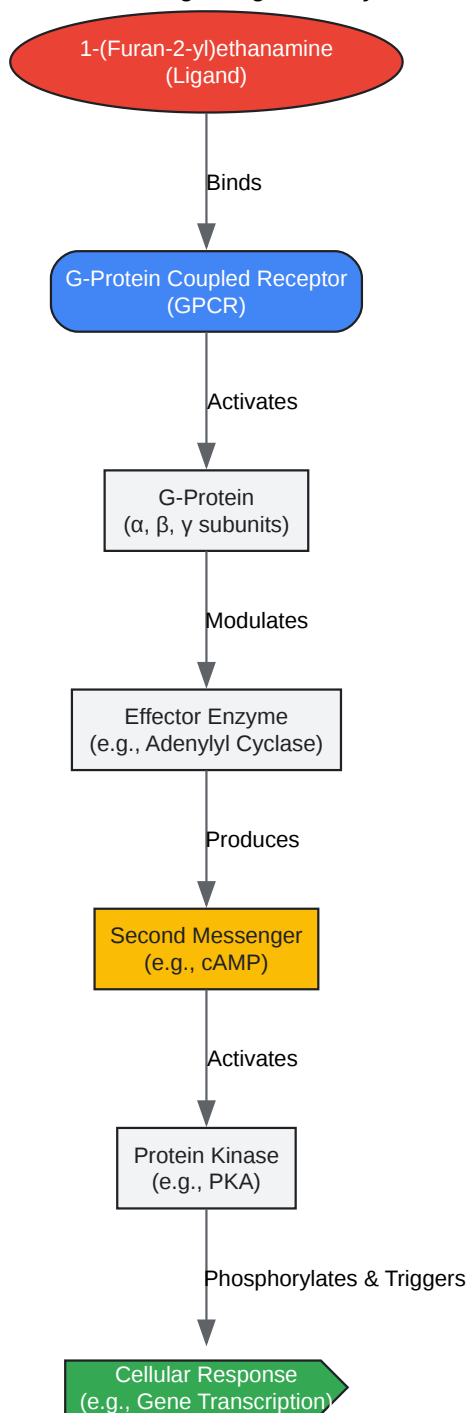 1-(Furan-2-yl)ethanamine
(Ligand)
Binds
G-Protein Coupled Receptor
(GPCR)
Activates
G-Protein
(α, β, γ subunits)
Modulates
Effector Enzyme
(e.g., Adenylyl Cyclase)
Produces
Second Messenger
(e.g., cAMP)
Activates
Protein Kinase
(e.g., PKA)
Phosphorylates & Triggers
Cellular Response
(e.g., Gene Transcription)